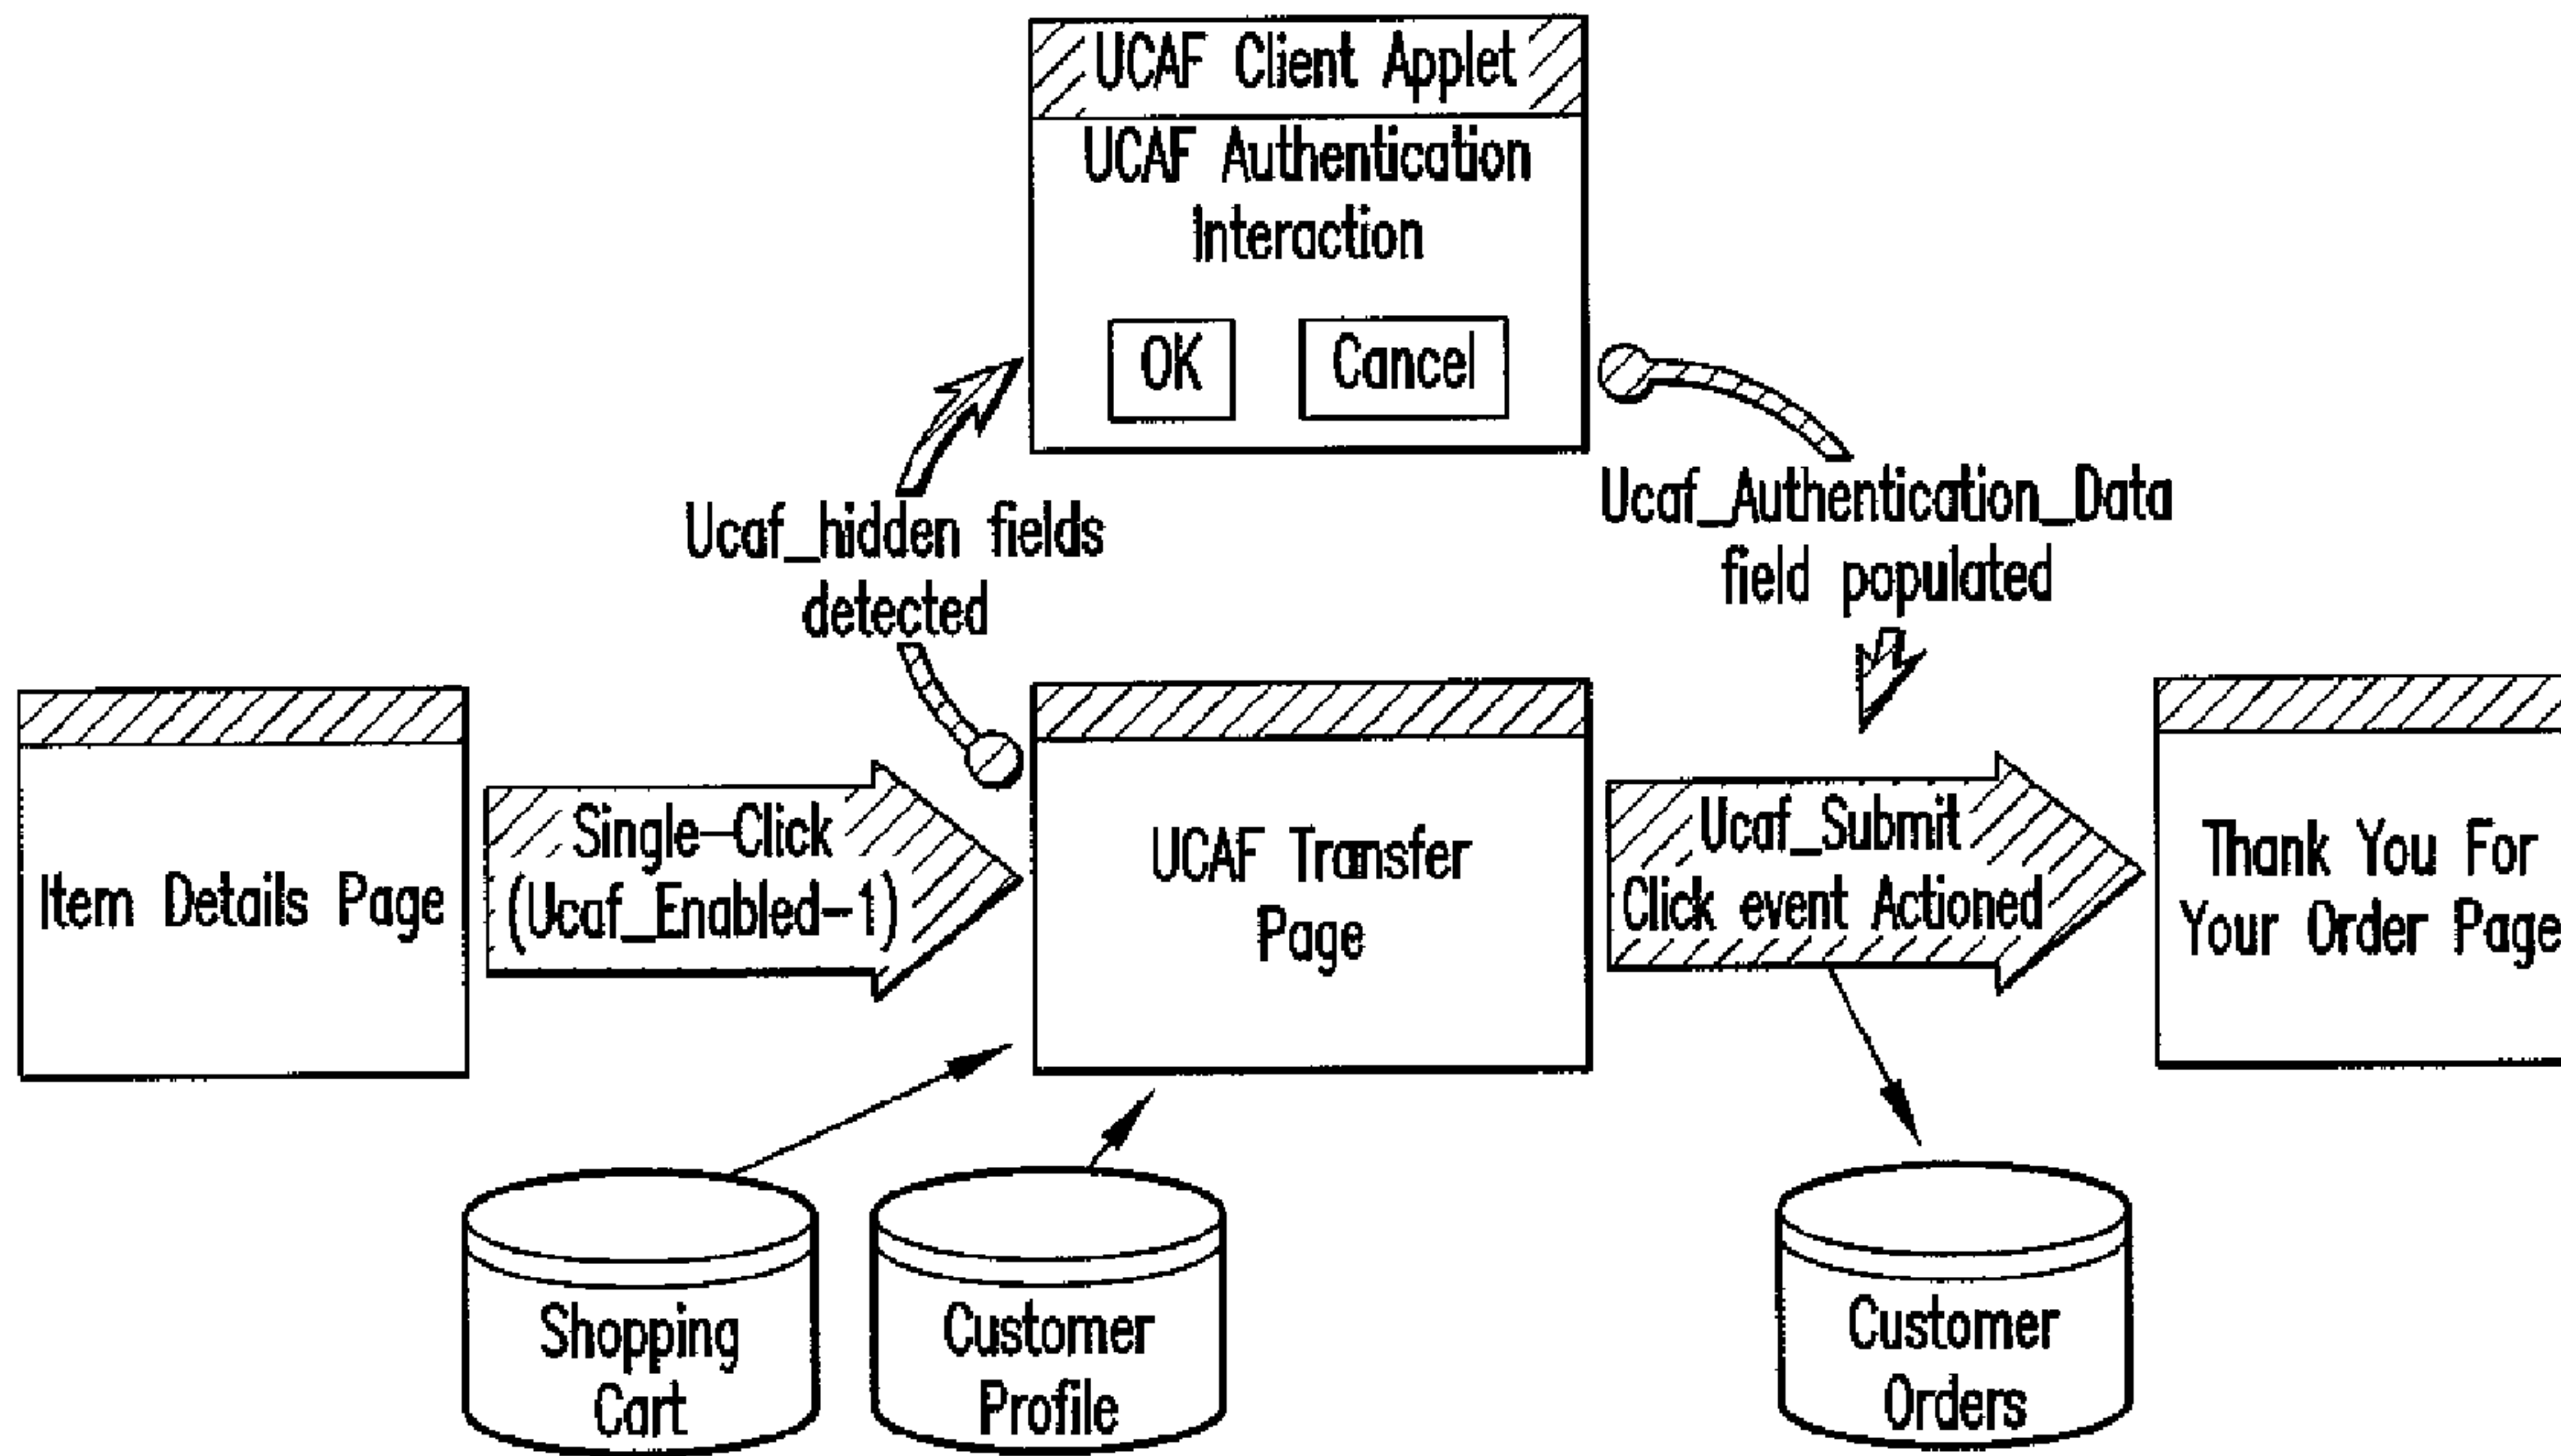 UCAF Client Applet
UCAF Authentication
Interaction
OK
Cancel
Ucaf_hidden fields
detected
Ucaf_Authentication_Data
field populated
Item Details Page
Single-Click
(Ucaf_Enabled-1)
UCAF Transfer
Page
Ucaf_Submit
Click event Actioned
Thank You For
Your Order Page
Shopping
Cart
Customer
Profile
Customer
Orders